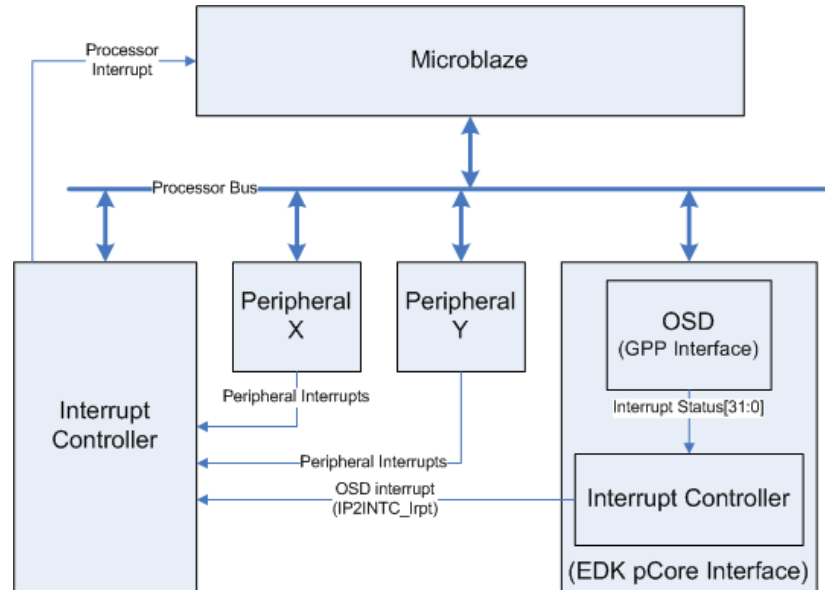 Processor
Interrupt
Microblaze
Processor Bus
Peripheral
X
Peripheral
Y
OSD
(GPP Interface)
Interrupt Status[31:0]
Interrupt
Controller
Peripheral Interrupts
Peripheral Interrupts
OSD interrupt
(IP2INTC_Irpt)
Interrupt Controller
(EDK pCore Interface)